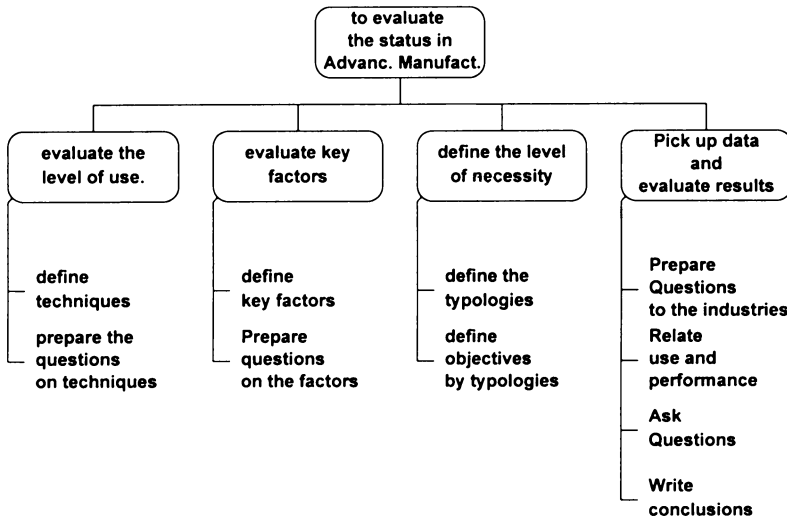 to evaluate
the status in
Advanc. Manufact.
evaluate the
level of use.
define
techniques
prepare the
questions
on techniques
evaluate key
factors
define
key factors
Prepare
questions
on the factors
define the level
of necessity
define the
typologies
define
objectives
by typologies
Pick up data
and
evaluate results
Prepare
Questions
to the industries
Relate
use and
performance
Ask
Questions
Write
conclusions